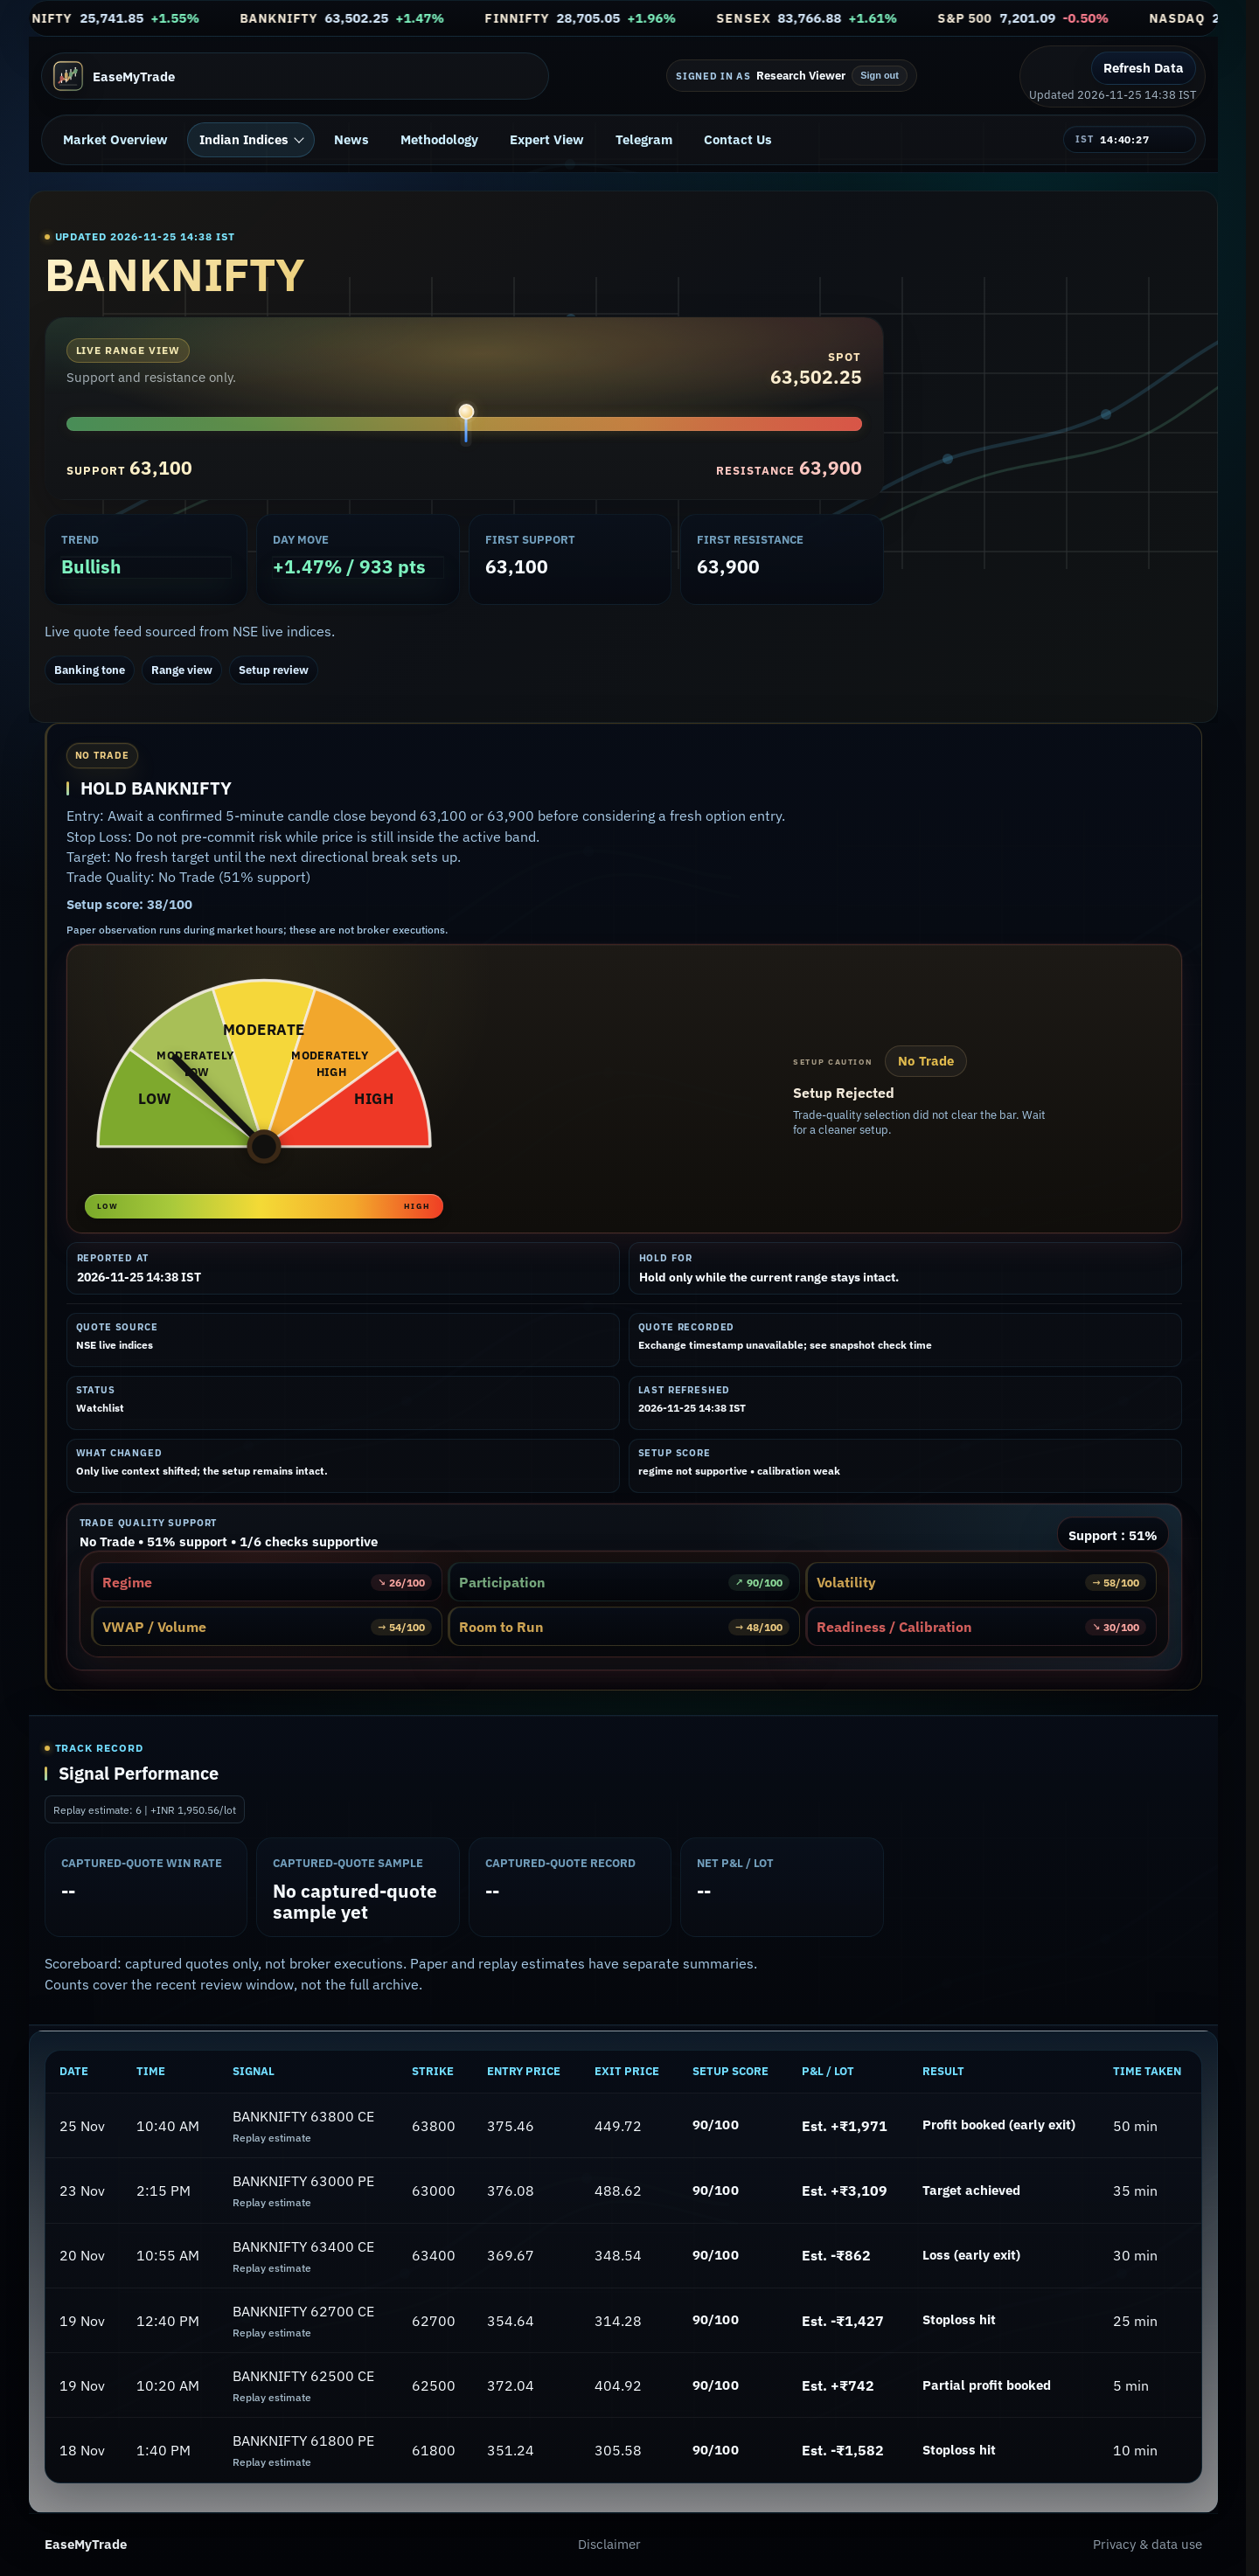 NIFTY 25,741.85 +1.55% BANKNIFTY 63,502.25 +1.47% FINNIFTY 28,705.05 +1.96% SENSEX 83,766.88 +1.61% S&P 500 7,201.09 -0.50% NASDAQ
EaseMyTrade
SIGNED IN AS Research Viewer Sign out
Refresh Data
Updated 2026-11-25 14:38 IST
Market Overview Indian Indices News Methodology Expert View Telegram Contact Us
IST 14:40:27
UPDATED 2026-11-25 14:38 IST
BANKNIFTY
LIVE RANGE VIEW
Support and resistance only.
SPOT
63,502.25
SUPPORT 63,100
RESISTANCE 63,900
TREND
Bullish
DAY MOVE
+1.47% / 933 pts
FIRST SUPPORT
63,100
FIRST RESISTANCE
63,900
Live quote feed sourced from NSE live indices.
Banking tone Range view Setup review
NO TRADE
HOLD BANKNIFTY
Entry: Await a confirmed 5-minute candle close beyond 63,100 or 63,900 before considering a fresh option entry.
Stop Loss: Do not pre-commit risk while price is still inside the active band.
Target: No fresh target until the next directional break sets up.
Trade Quality: No Trade (51% support)
Setup score: 38/100
Paper observation runs during market hours; these are not broker executions.
MODERATE
MODERATELY
LOW
MODERATELY
HIGH
LOW
HIGH
LOW
HIGH
SETUP CAUTION No Trade
Setup Rejected
Trade-quality selection did not clear the bar. Wait
for a cleaner setup.
REPORTED AT
2026-11-25 14:38 IST
HOLD FOR
Hold only while the current range stays intact.
QUOTE SOURCE
NSE live indices
QUOTE RECORDED
Exchange timestamp unavailable; see snapshot check time
STATUS
Watchlist
LAST REFRESHED
2026-11-25 14:38 IST
WHAT CHANGED
Only live context shifted; the setup remains intact.
SETUP SCORE
regime not supportive • calibration weak
TRADE QUALITY SUPPORT
No Trade • 51% support • 1/6 checks supportive
Support : 51%
Regime ↘ 26/100
Participation ↗ 90/100
Volatility → 58/100
VWAP / Volume → 54/100
Room to Run → 48/100
Readiness / Calibration ↘ 30/100
TRACK RECORD
Signal Performance
Replay estimate: 6 | +INR 1,950.56/lot
CAPTURED-QUOTE WIN RATE
--
CAPTURED-QUOTE SAMPLE
No captured-quote
sample yet
CAPTURED-QUOTE RECORD
--
NET P&L / LOT
--
Scoreboard: captured quotes only, not broker executions. Paper and replay estimates have separate summaries.
Counts cover the recent review window, not the full archive.
DATE TIME SIGNAL STRIKE ENTRY PRICE EXIT PRICE SETUP SCORE P&L / LOT RESULT TIME TAKEN
25 Nov 10:40 AM BANKNIFTY 63800 CE 63800 375.46 449.72 90/100 Est. +₹1,971 Profit booked (early exit) 50 min
Replay estimate
23 Nov 2:15 PM BANKNIFTY 63000 PE 63000 376.08 488.62 90/100 Est. +₹3,109 Target achieved 35 min
Replay estimate
20 Nov 10:55 AM BANKNIFTY 63400 CE 63400 369.67 348.54 90/100 Est. -₹862 Loss (early exit) 30 min
Replay estimate
19 Nov 12:40 PM BANKNIFTY 62700 CE 62700 354.64 314.28 90/100 Est. -₹1,427 Stoploss hit 25 min
Replay estimate
19 Nov 10:20 AM BANKNIFTY 62500 CE 62500 372.04 404.92 90/100 Est. +₹742 Partial profit booked 5 min
Replay estimate
18 Nov 1:40 PM BANKNIFTY 61800 PE 61800 351.24 305.58 90/100 Est. -₹1,582 Stoploss hit 10 min
Replay estimate
EaseMyTrade
Disclaimer
Privacy & data use